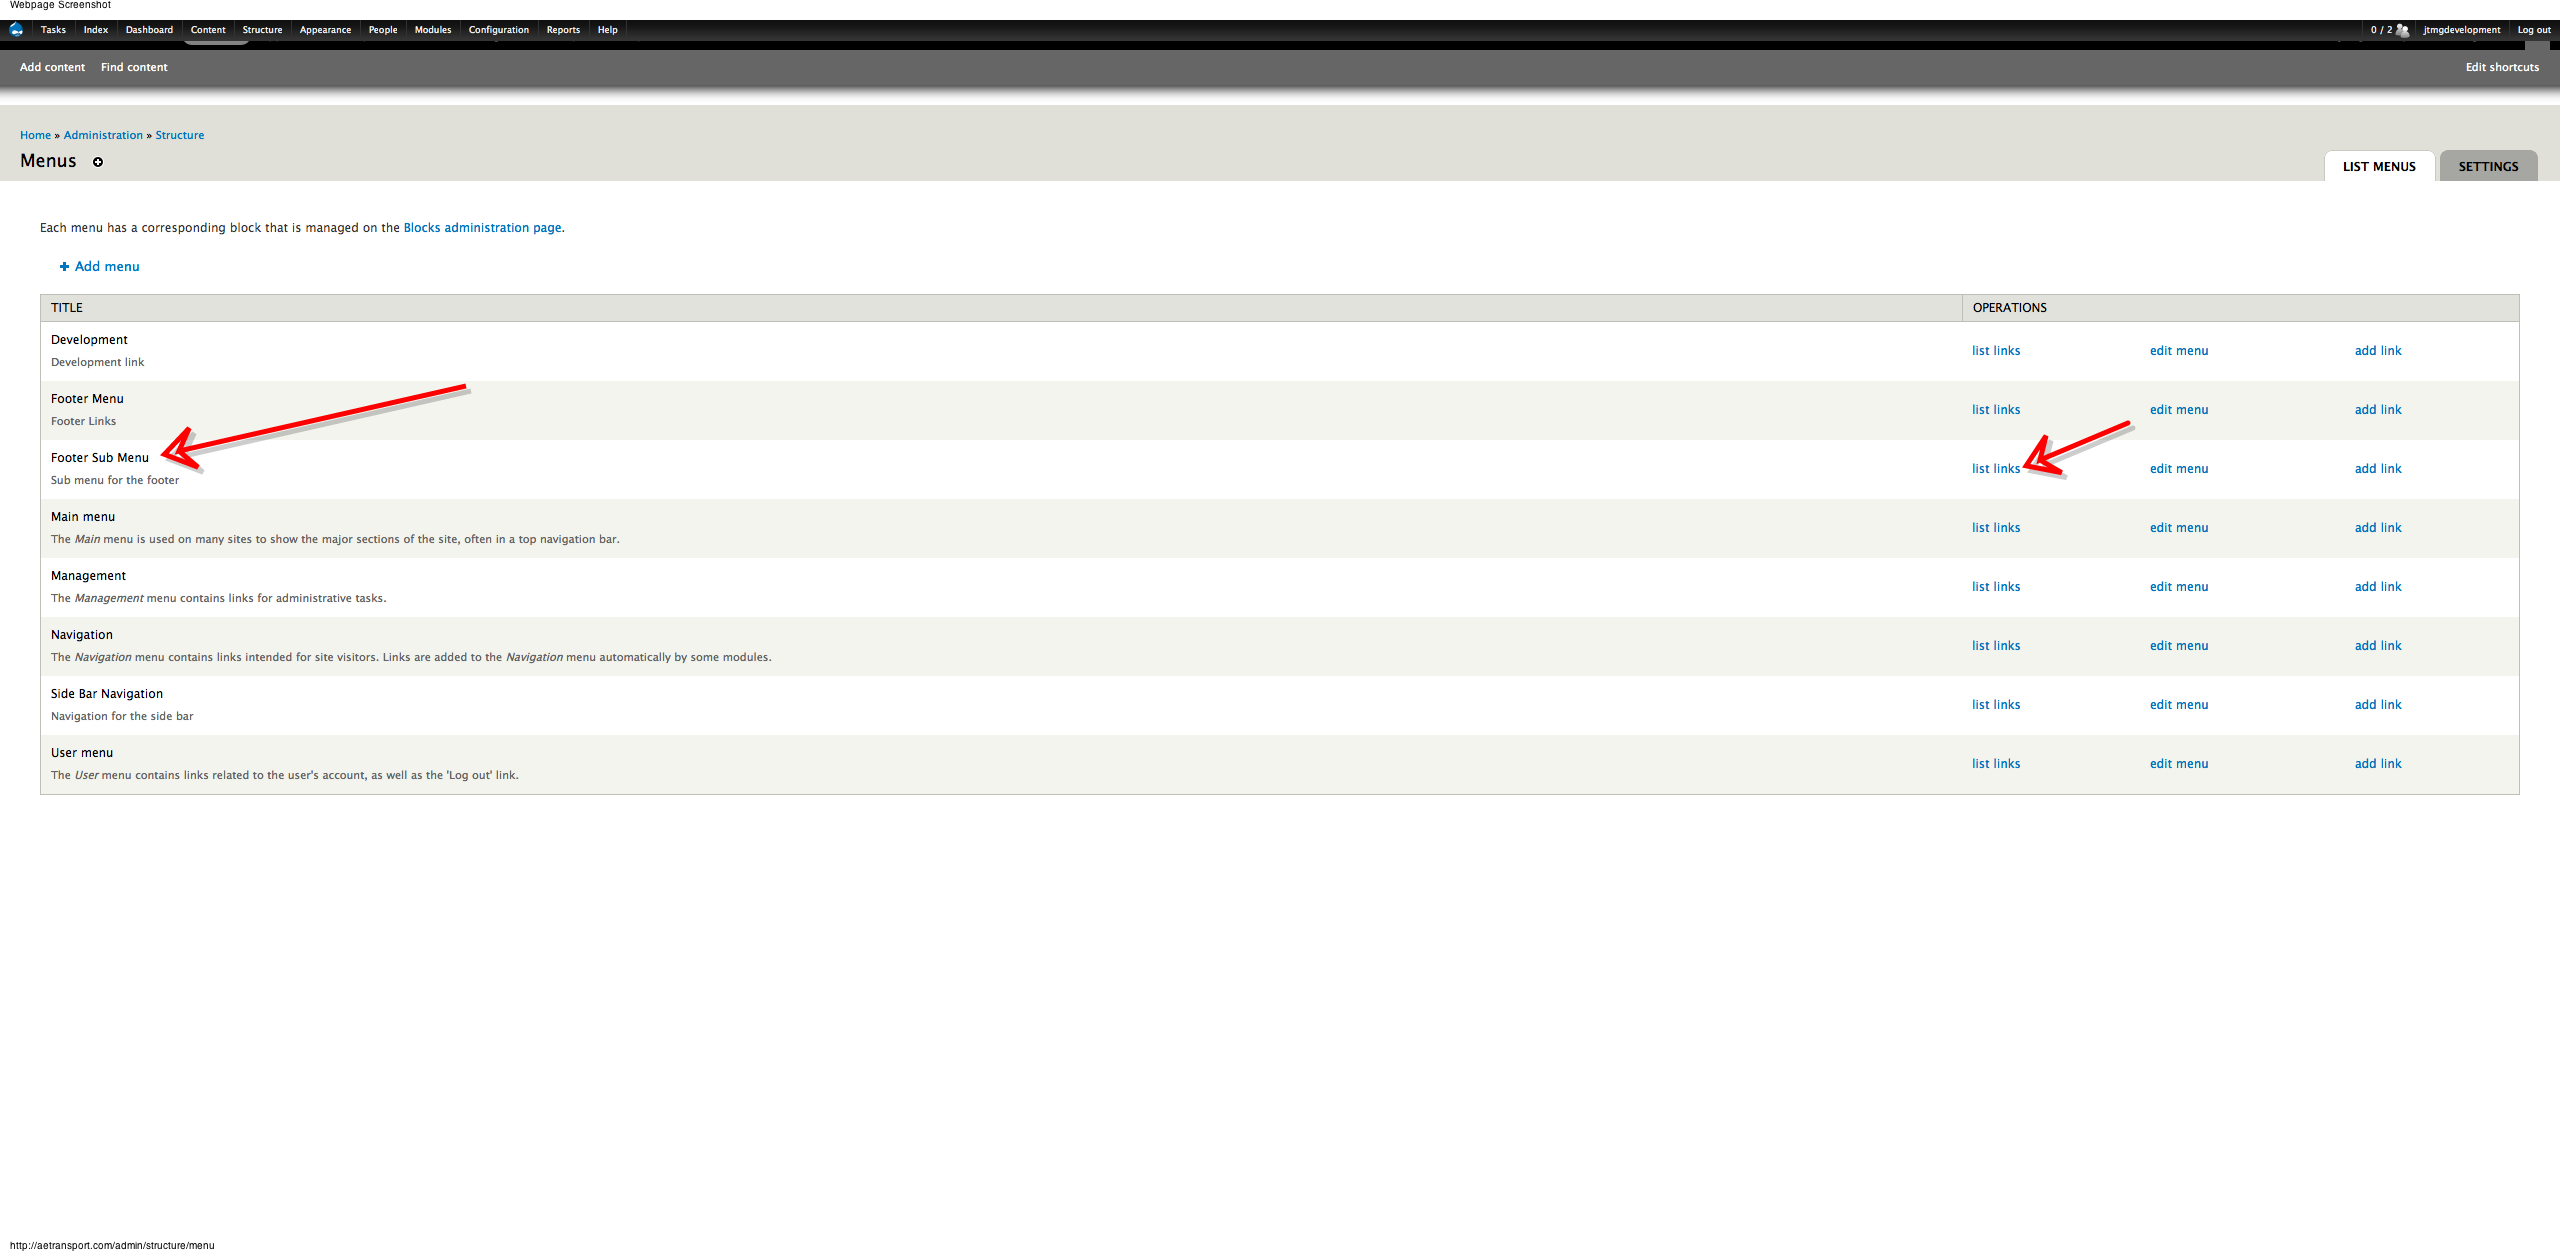 Webpage Screenshot
Tasks Index Dashboard Content Structure Appearance People Modules Configuration Reports Help 0 / 2 jtmgdevelopment Log out
Add content Find content Edit shortcuts
Home » Administration » Structure
Menus
LIST MENUS SETTINGS
Each menu has a corresponding block that is managed on the Blocks administration page.
Add menu
TITLE OPERATIONS
Development
Development link
list links edit menu add link
Footer Menu
Footer Links
list links edit menu add link
Footer Sub Menu
Sub menu for the footer
list links edit menu add link
Main menu
The Main menu is used on many sites to show the major sections of the site, often in a top navigation bar.
list links edit menu add link
Management
The Management menu contains links for administrative tasks.
list links edit menu add link
Navigation
The Navigation menu contains links intended for site visitors. Links are added to the Navigation menu automatically by some modules.
list links edit menu add link
Side Bar Navigation
Navigation for the side bar
list links edit menu add link
User menu
The User menu contains links related to the user's account, as well as the 'Log out' link.
list links edit menu add link
http://aetransport.com/admin/structure/menu